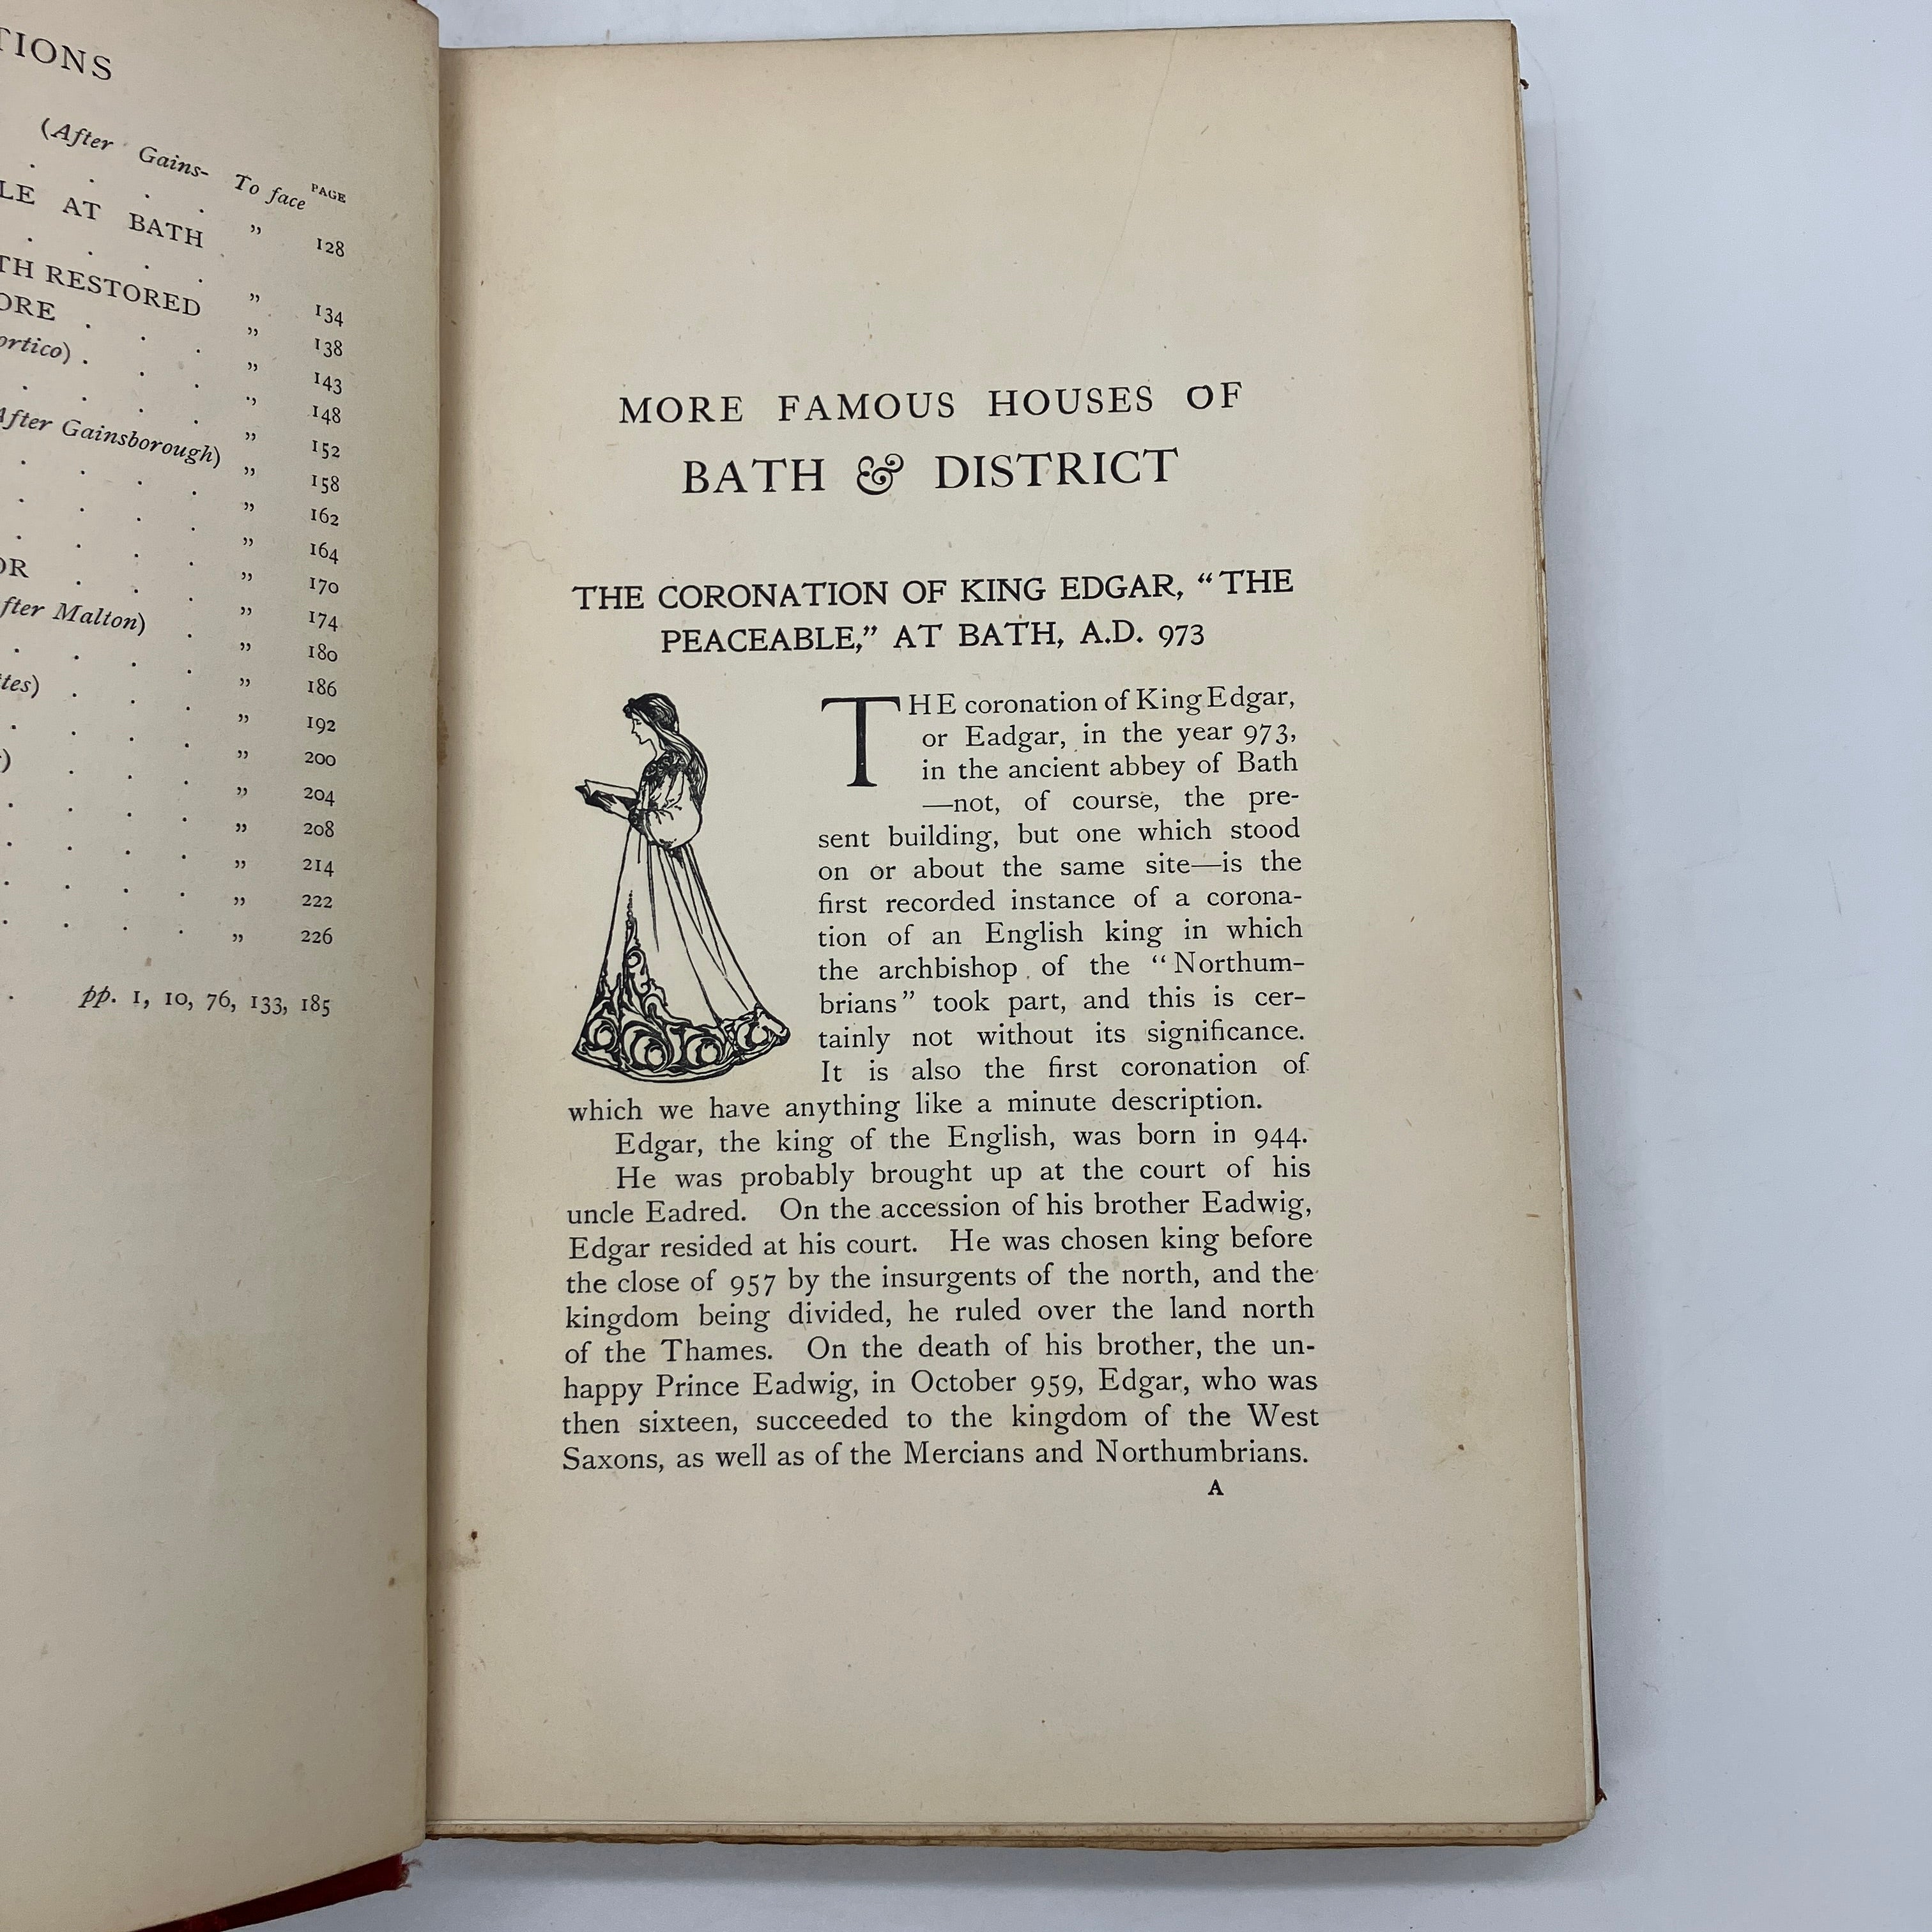 TIONS
(After Gains- To face PAGE
" 128
LE AT BATH
" 134
TH RESTORED " 138
ORE " 143
ortico) " 148
" 152
After Gainsborough) " 158
" 162
" 164
" 170
OR " 174
fter Malton) " 180
" 186
tes) " 192
" 200
) " 204
" 208
" 214
" 222
" 226
pp. 1, 10, 76, 133, 185
MORE FAMOUS HOUSES OF
BATH & DISTRICT
THE CORONATION OF KING EDGAR, “THE
PEACEABLE,” AT BATH, A.D. 973
THE coronation of King Edgar,
or Eadgar, in the year 973,
in the ancient abbey of Bath
—not, of course, the pre-
sent building, but one which stood
on or about the same site—is the
first recorded instance of a corona-
tion of an English king in which
the archbishop of the “Northum-
brians” took part, and this is cer-
tainly not without its significance.
It is also the first coronation of
which we have anything like a minute description.
Edgar, the king of the English, was born in 944.
He was probably brought up at the court of his
uncle Eadred. On the accession of his brother Eadwig,
Edgar resided at his court. He was chosen king before
the close of 957 by the insurgents of the north, and the
kingdom being divided, he ruled over the land north
of the Thames. On the death of his brother, the un-
happy Prince Eadwig, in October 959, Edgar, who was
then sixteen, succeeded to the kingdom of the West
Saxons, as well as of the Mercians and Northumbrians.
A